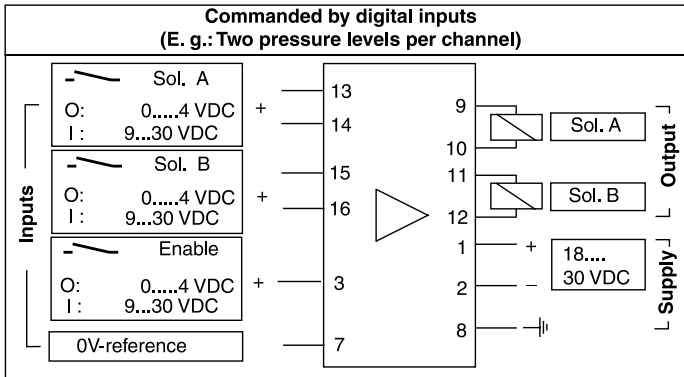 Commanded by digital inputs
(E. g.: Two pressure levels per channel)
Inputs
Sol. A
O: 0.....4 VDC
I : 9...30 VDC
+
13
14
Sol. B
O: 0.....4 VDC
I : 9...30 VDC
+
15
16
Enable
O: 0.....4 VDC
I : 9...30 VDC
+
3
0V-reference
7
9
10
Sol. A
11
12
Sol. B
Output
1
+
2
−
18....
30 VDC
8
Supply